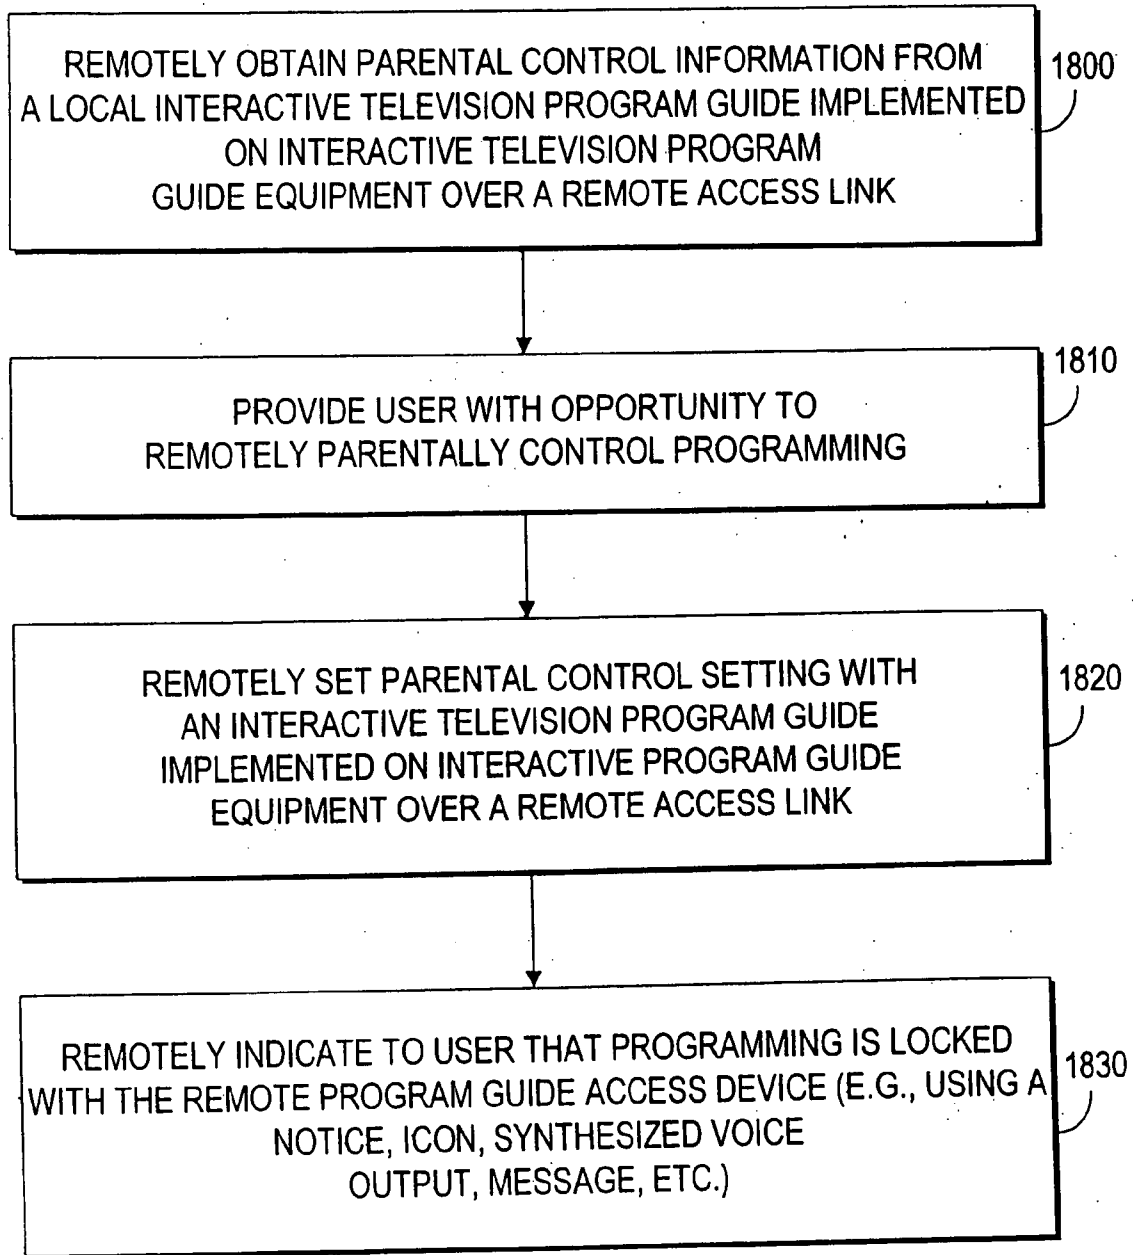 REMOTELY OBTAIN PARENTAL CONTROL INFORMATION FROM
A LOCAL INTERACTIVE TELEVISION PROGRAM GUIDE IMPLEMENTED
ON INTERACTIVE TELEVISION PROGRAM
GUIDE EQUIPMENT OVER A REMOTE ACCESS LINK
1800
PROVIDE USER WITH OPPORTUNITY TO
REMOTELY PARENTALLY CONTROL PROGRAMMING
1810
REMOTELY SET PARENTAL CONTROL SETTING WITH
AN INTERACTIVE TELEVISION PROGRAM GUIDE
IMPLEMENTED ON INTERACTIVE PROGRAM GUIDE
EQUIPMENT OVER A REMOTE ACCESS LINK
1820
REMOTELY INDICATE TO USER THAT PROGRAMMING IS LOCKED
WITH THE REMOTE PROGRAM GUIDE ACCESS DEVICE (E.G., USING A
NOTICE, ICON, SYNTHESIZED VOICE
OUTPUT, MESSAGE, ETC.)
1830